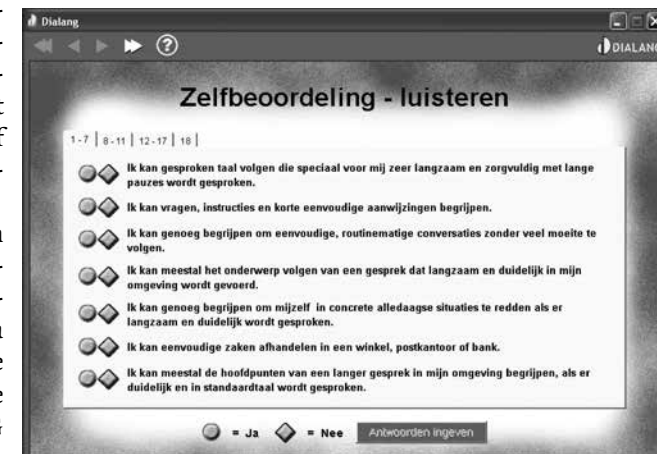 Dialang
DIALANG
Zelfbeoordeling - luisteren
1-7 | 8-11 | 12-17 | 18 |
Ik kan gesproken taal volgen die speciaal voor mij zeer langzaam en zorgvuldig met lange
pauzes wordt gesproken.
Ik kan vragen, instructies en korte eenvoudige aanwijzingen begrijpen.
Ik kan genoeg begrijpen om eenvoudige, routinematige conversaties zonder veel moeite te
volgen.
Ik kan meestal het onderwerp volgen van een gesprek dat langzaam en duidelijk in mijn
omgeving wordt gevoerd.
Ik kan genoeg begrijpen om mijzelf in concrete alledaagse situaties te redden als er
langzaam en duidelijk wordt gesproken.
Ik kan eenvoudige zaken afhandelen in een winkel, postkantoor of bank.
Ik kan meestal de hoofdpunten van een langer gesprek in mijn omgeving begrijpen, als er
duidelijk en in standaardtaal wordt gesproken.
= Ja = Nee Antwoorden ingeven